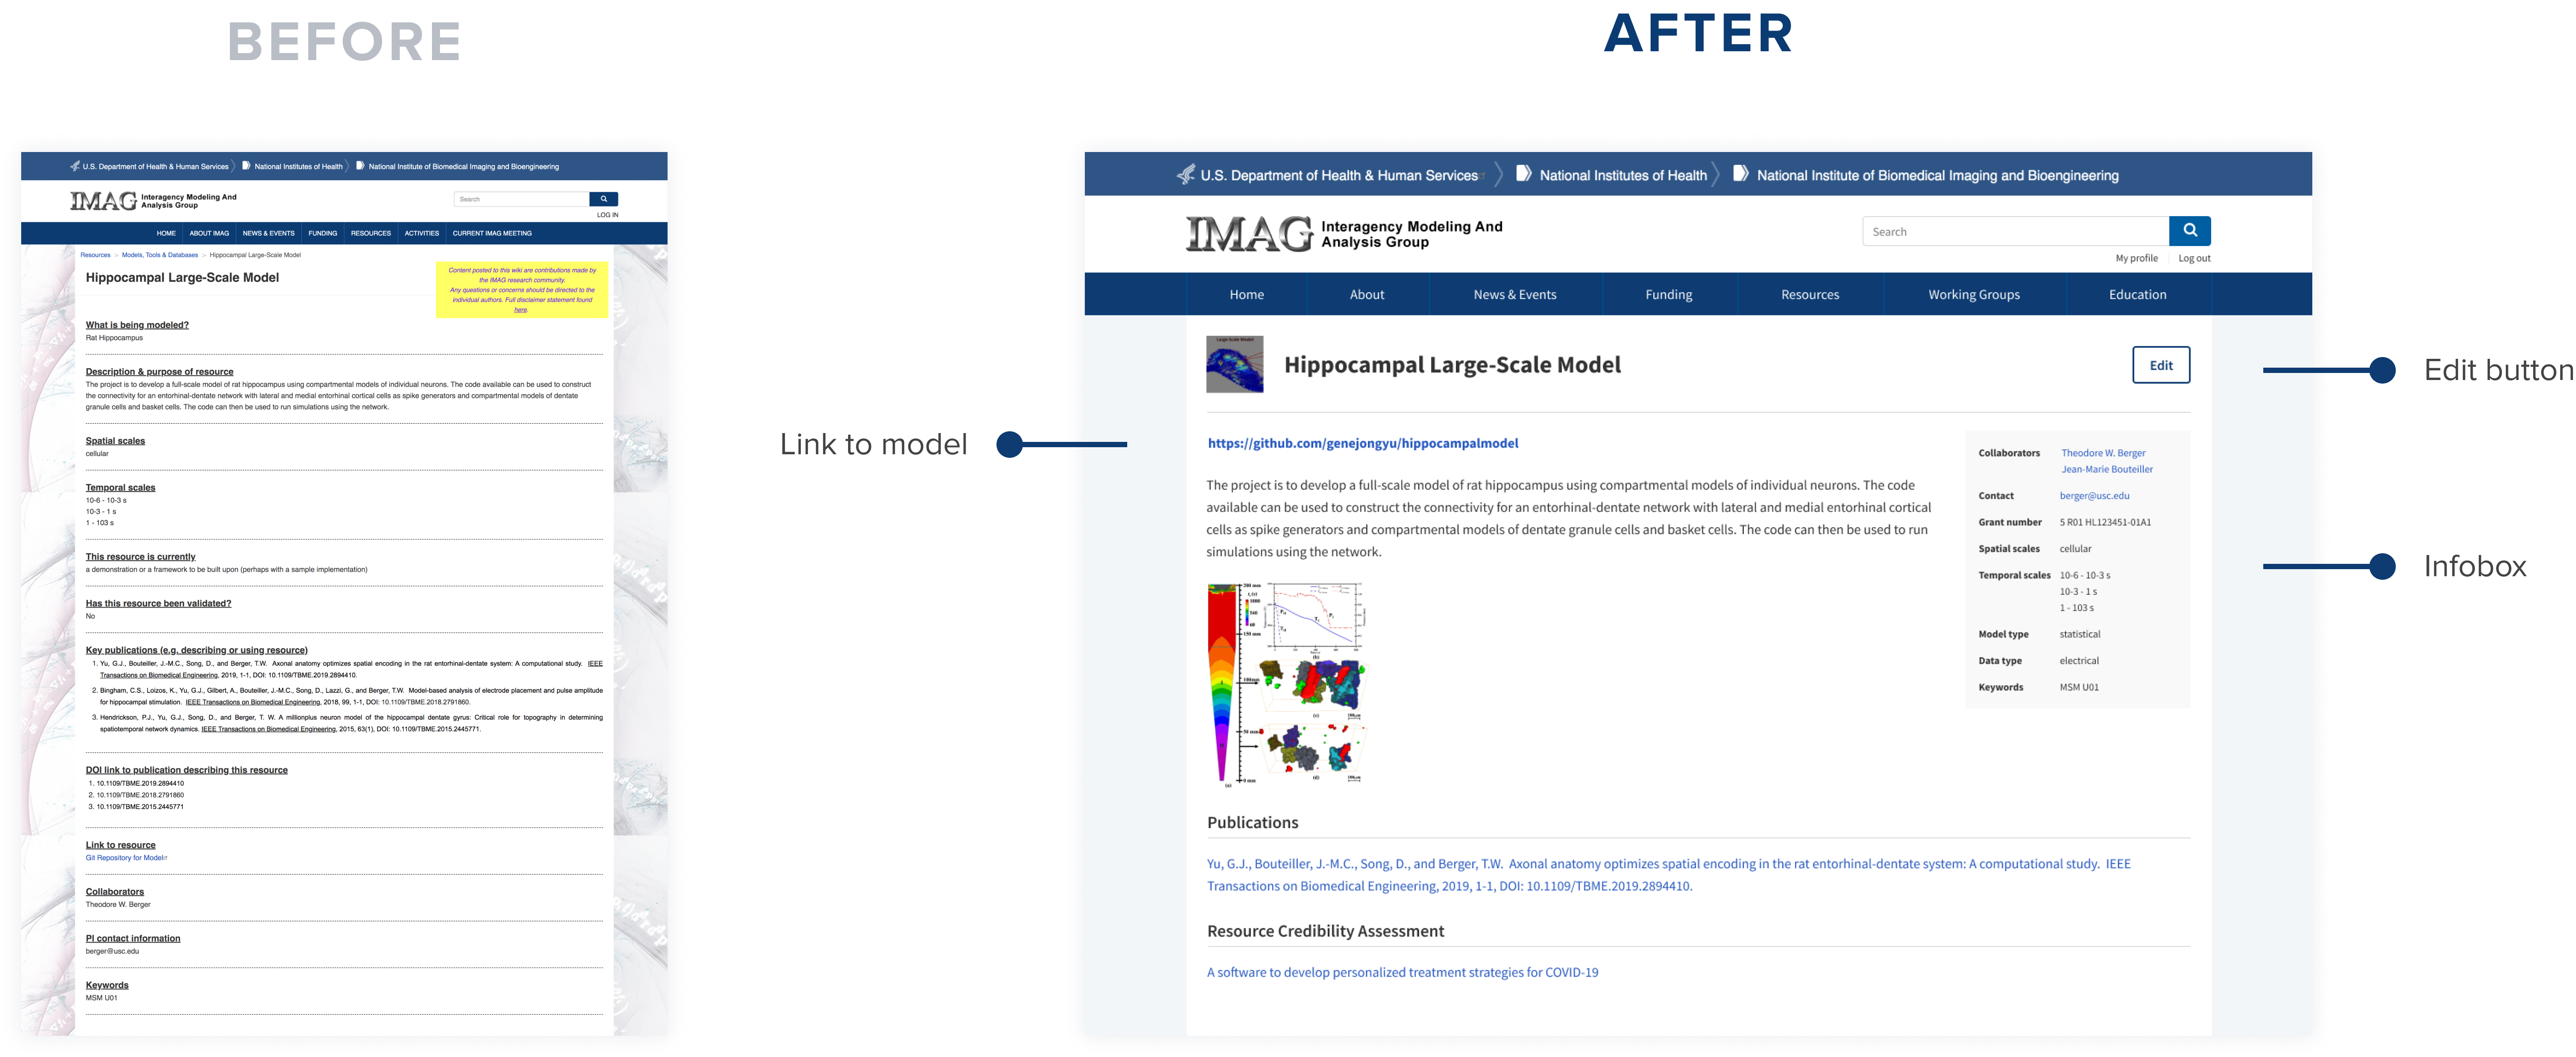 BEFORE
AFTER
U.S. Department of Health & Human Services
National Institutes of Health
National Institute of Biomedical Imaging and Bioengineering
IMAG
Interagency Modeling And
Analysis Group
Search
LOG IN
HOME
ABOUT IMAG
NEWS & EVENTS
FUNDING
RESOURCES
ACTIVITIES
CURRENT IMAG MEETING
Resources > Models, Tools & Databases > Hippocampal Large-Scale Model
Hippocampal Large-Scale Model
Content posted to this wiki are contributions made by
the IMAG research community.
Any questions or concerns should be directed to the
individual authors. Full disclaimer statement found
here.
What is being modeled?
Rat Hippocampus
Description & purpose of resource
The project is to develop a full-scale model of rat hippocampus using compartmental models of individual neurons. The code available can be used to construct
the connectivity for an entorhinal-dentate network with lateral and medial entorhinal cortical cells as spike generators and compartmental models of dentate
granule cells and basket cells. The code can then be used to run simulations using the network.
Spatial scales
cellular
Temporal scales
10-6 - 10-3 s
10-3 - 1 s
1 - 103 s
This resource is currently
a demonstration or a framework to be built upon (perhaps with a sample implementation)
Has this resource been validated?
No
Key publications (e.g. describing or using resource)
1. Yu, G.J., Bouteiller, J.-M.C., Song, D., and Berger, T.W. Axonal anatomy optimizes spatial encoding in the rat entorhinal-dentate system: A computational study. IEEE
Transactions on Biomedical Engineering, 2019, 1-1, DOI: 10.1109/TBME.2019.2894410.
2. Bingham, C.S., Loizos, K., Yu, G.J., Gilbert, A., Bouteiller, J.-M.C., Song, D., Lazzi, G., and Berger, T.W. Model-based analysis of electrode placement and pulse amplitude
for hippocampal stimulation. IEEE Transactions on Biomedical Engineering, 2018, 99, 1-1, DOI: 10.1109/TBME.2018.2791860.
3. Hendrickson, P.J., Yu, G.J., Song, D., and Berger, T. W. A millionplus neuron model of the hippocampal dentate gyrus: Critical role for topography in determining
spatiotemporal network dynamics. IEEE Transactions on Biomedical Engineering, 2015, 63(1), DOI: 10.1109/TBME.2015.2445771.
DOI link to publication describing this resource
1. 10.1109/TBME.2019.2894410
2. 10.1109/TBME.2018.2791860
3. 10.1109/TBME.2015.2445771
Link to resource
Git Repository for Model
Collaborators
Theodore W. Berger
PI contact information
berger@usc.edu
Keywords
MSM U01
Link to model
U.S. Department of Health & Human Services
National Institutes of Health
National Institute of Biomedical Imaging and Bioengineering
IMAG
Interagency Modeling And
Analysis Group
Search
My profile
Log out
Home
About
News & Events
Funding
Resources
Working Groups
Education
Large-Scale Model
Hippocampal Large-Scale Model
Edit
https://github.com/genejongyu/hippocampalmodel
The project is to develop a full-scale model of rat hippocampus using compartmental models of individual neurons. The code
available can be used to construct the connectivity for an entorhinal-dentate network with lateral and medial entorhinal cortical
cells as spike generators and compartmental models of dentate granule cells and basket cells. The code can then be used to run
simulations using the network.
Collaborators Theodore W. Berger
Jean-Marie Bouteiller
Contact berger@usc.edu
Grant number 5 R01 HL123451-01A1
Spatial scales cellular
Temporal scales 10-6 - 10-3 s
10-3 - 1 s
1 - 103 s
Model type statistical
Data type electrical
Keywords MSM U01
200 mm
150 mm
100mm
50 mm
0 mm
(a)
(b)
(c)
(d)
100μm
100μm
Publications
Yu, G.J., Bouteiller, J.-M.C., Song, D., and Berger, T.W. Axonal anatomy optimizes spatial encoding in the rat entorhinal-dentate system: A computational study. IEEE
Transactions on Biomedical Engineering, 2019, 1-1, DOI: 10.1109/TBME.2019.2894410.
Resource Credibility Assessment
A software to develop personalized treatment strategies for COVID-19
Edit button
Infobox